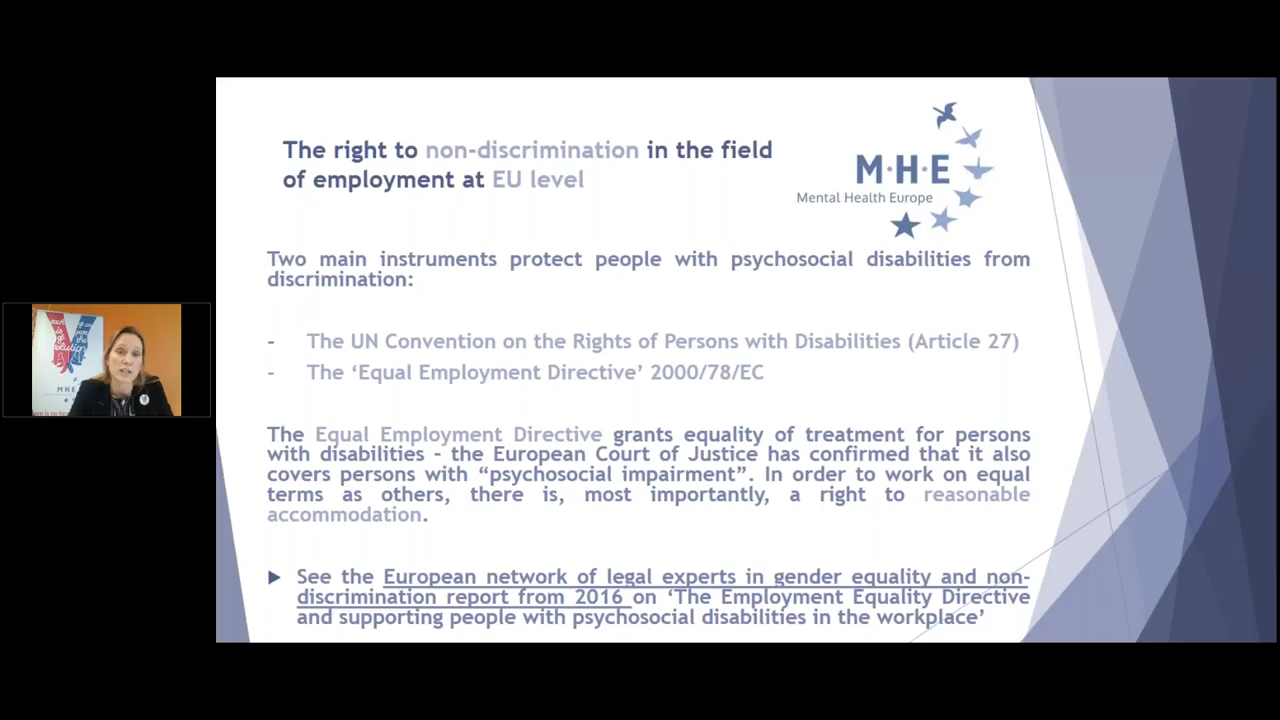 The right to non-discrimination in the field
of employment at EU level
M·H·E
Mental Health Europe
Two main instruments protect people with psychosocial disabilities from
discrimination:
- The UN Convention on the Rights of Persons with Disabilities (Article 27)
- The ‘Equal Employment Directive’ 2000/78/EC
The Equal Employment Directive grants equality of treatment for persons
with disabilities – the European Court of Justice has confirmed that it also
covers persons with “psychosocial impairment”. In order to work on equal
terms as others, there is, most importantly, a right to reasonable
accommodation.
See the European network of legal experts in gender equality and non-
discrimination report from 2016 on ‘The Employment Equality Directive
and supporting people with psychosocial disabilities in the workplace’
MHE